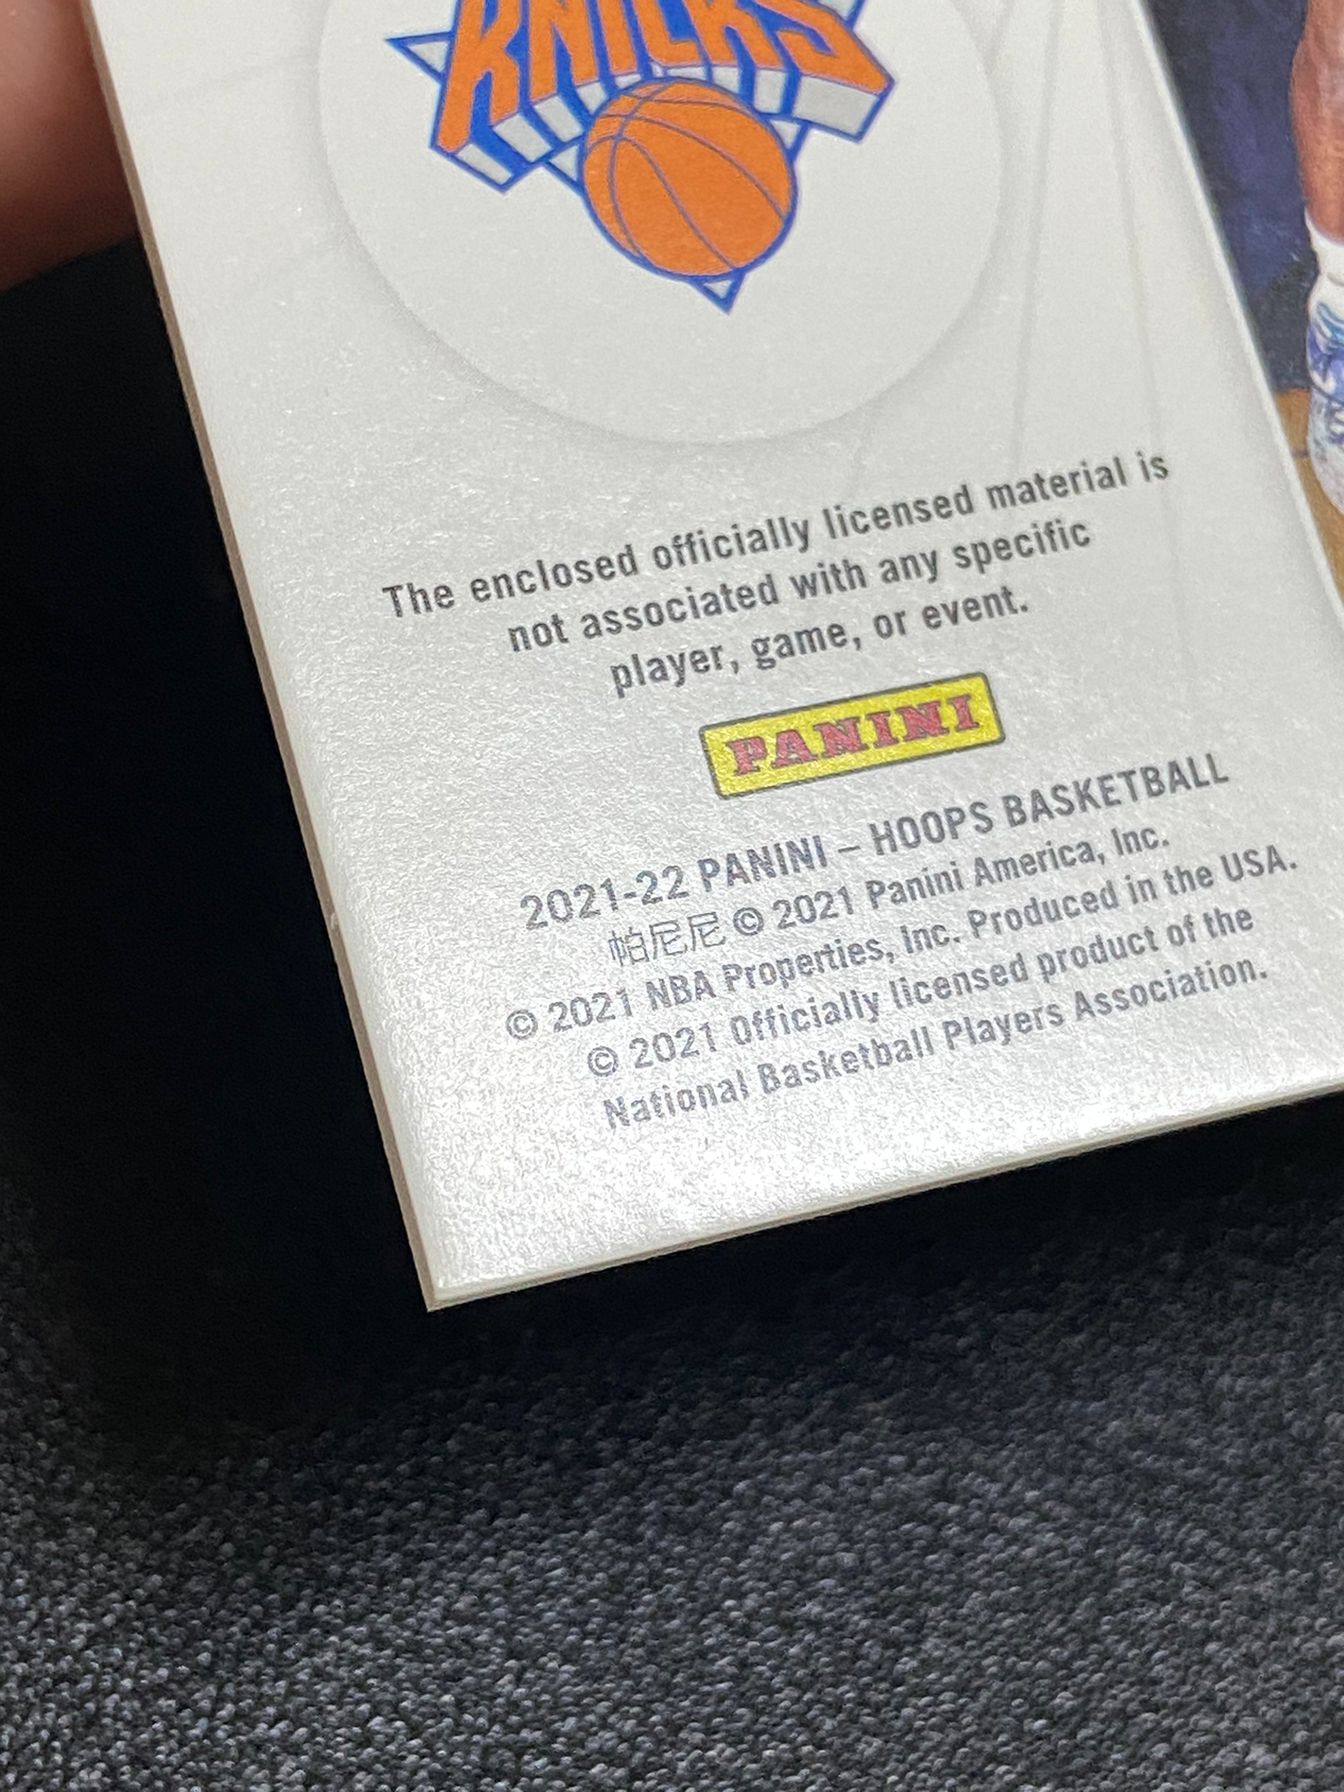 KNICKS
The enclosed officially licensed material is
not associated with any specific
player, game, or event.
PANINI
2021-22 PANINI – HOOPS BASKETBALL
帕尼尼 © 2021 Panini America, Inc.
© 2021 NBA Properties, Inc. Produced in the USA.
© 2021 Officially licensed product of the
National Basketball Players Association.